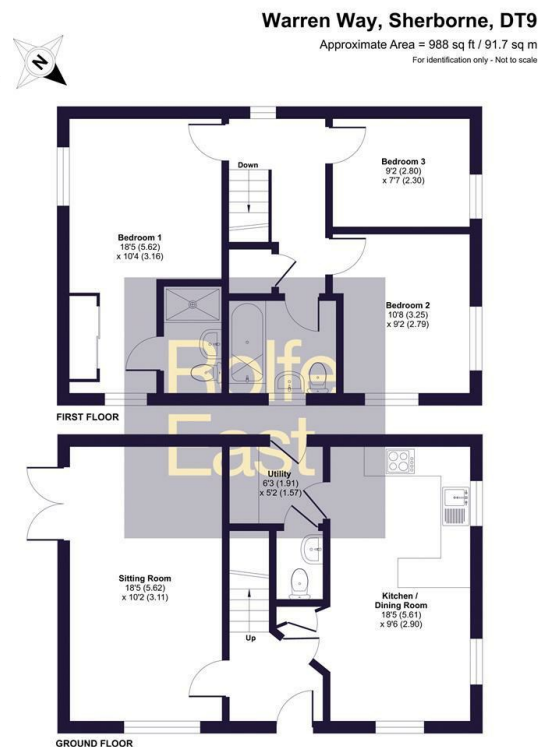 Warren Way, Sherborne, DT9
Approximate Area = 988 sq ft / 91.7 sq m
For identification only - Not to scale
N
Down
Bedroom 3
9'2 (2.80)
x 7'7 (2.30)
Bedroom 1
18'5 (5.62)
x 10'4 (3.16)
Bedroom 2
10'8 (3.25)
x 9'2 (2.79)
Rolfe
East
FIRST FLOOR
Utility
6'3 (1.91)
x 5'2 (1.57)
Sitting Room
18'5 (5.62)
x 10'2 (3.11)
Kitchen /
Dining Room
18'5 (5.61)
x 9'6 (2.90)
Up
GROUND FLOOR